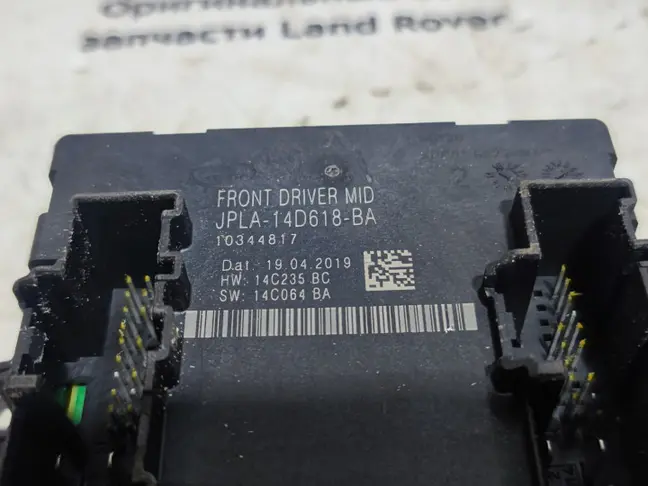 Оригинальные
запчасти Land Rover
FRONT DRIVER MID
JPLA-14D618-BA
10344817
Dat.: 19.04.2019
HW: 14C235 BC
SW: 14C064 BA